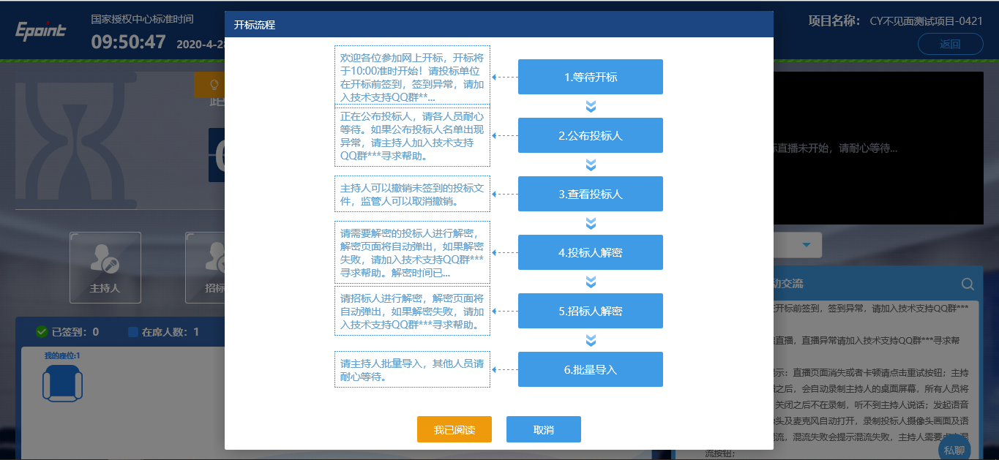 Epoint
国家授权中心标准时间
09:50:47 2020-4-2
项目名称： CY不见面测试项目-0421
返回
开标流程
欢迎各位参加网上开标，开标将
于10:00准时开始！请投标单位
在开标前签到，签到异常，请加
入技术支持QQ群**...
1.等待开标
正在公布投标人，请各人员耐心
等待。如果公布投标人名单出现
异常，请主持人加入技术支持
QQ群***寻求帮助。
2.公布投标人
主持人可以撤销未签到的投标文
件，监管人可以取消撤销。
3.查看投标人
请需要解密的投标人进行解密，
解密页面将自动弹出，如果解密
失败，请加入技术支持QQ群***
寻求帮助。解密时间已...
4.投标人解密
请招标人进行解密，解密页面将
自动弹出，如果解密失败，请加
入技术支持QQ群***寻求帮助。
5.招标人解密
请主持人批量导入，其他人员请
耐心等待。
6.批量导入
我已阅读
取消
距
主持人
招标
已签到：0
在席人数：1
我的座位:1
标直播未开始，请耐心等待...
动交流
开标前签到，签到异常，请加入技术支持QQ群***
直播，直播异常请加入技术支持QQ群***寻求帮
示：直播页面消失或者卡顿请点击重试按钮；主持
之后，会自动录制主持人的桌面屏幕，所有人员将
关闭之后不在录制，听不到主持人说话；发起语音
头及麦克风自动打开，录制投标人摄像头画面及语
流，混流失败会提示混流失败，主持人需要点击混
流按钮；
私聊